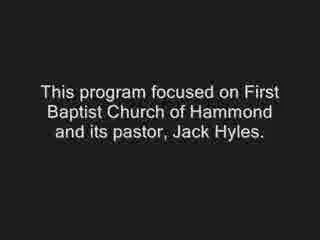 This program focused on First
Baptist Church of Hammond
and its pastor, Jack Hyles.